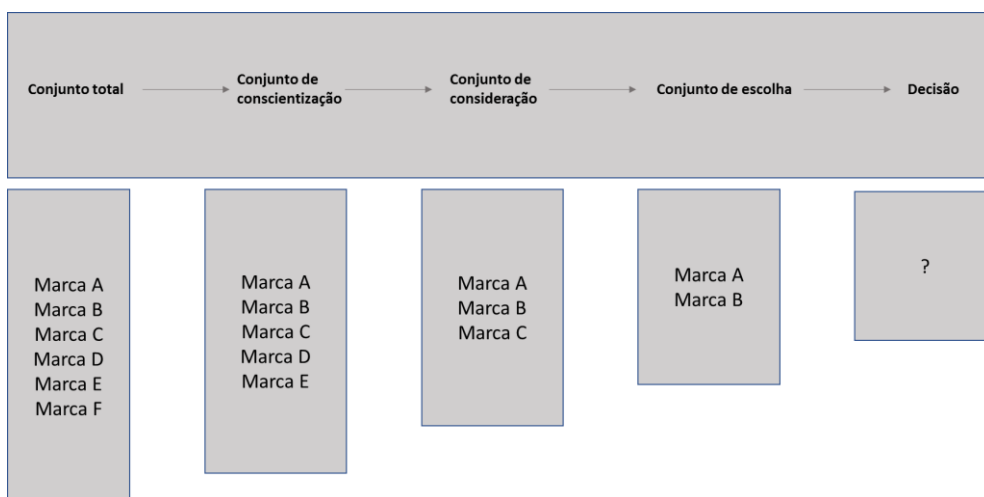 Conjunto total
Conjunto de
conscientização
Conjunto de
consideração
Conjunto de escolha
Decisão
Marca A
Marca B
Marca C
Marca D
Marca E
Marca F
Marca A
Marca B
Marca C
Marca D
Marca E
Marca A
Marca B
Marca C
Marca A
Marca B
?